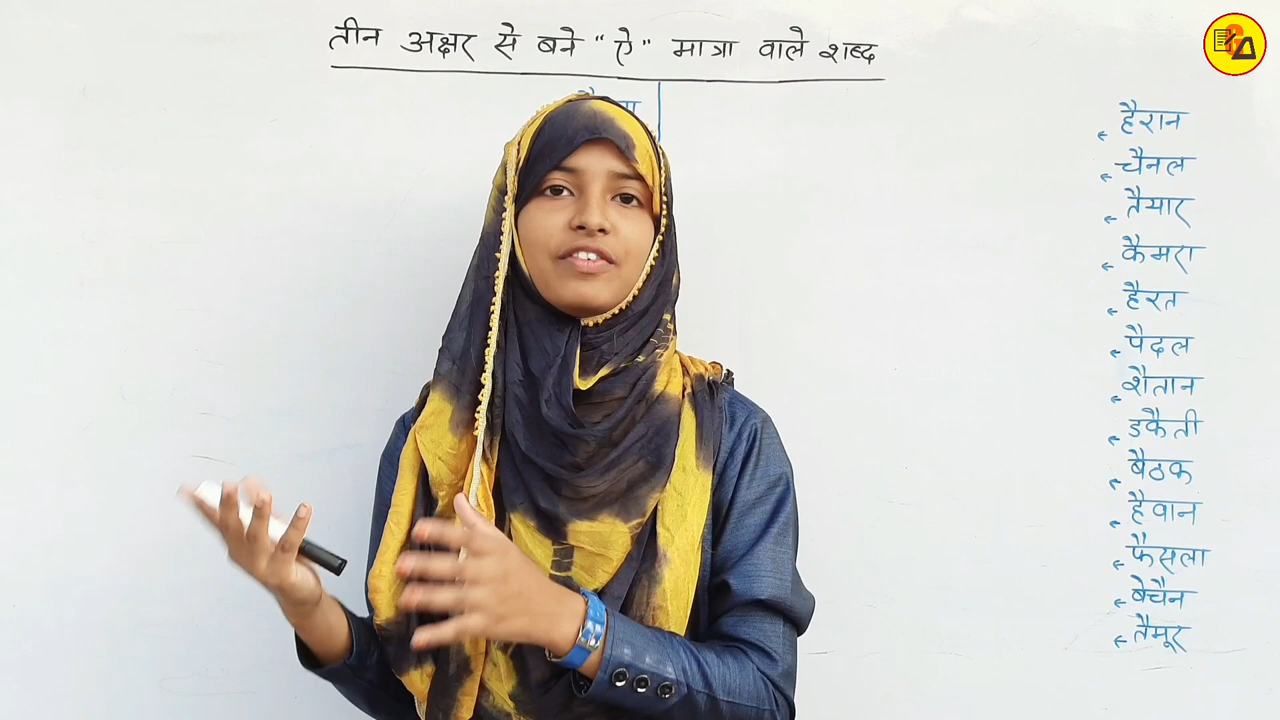 तीन अक्षर से बने "ऐ" मात्रा वाले शब्द
हैरान
चैनल
तैयार
कैमरा
हैरत
पैदल
शैतान
डकैती
बैठक
हैवान
फैसला
बेचैन
तैमूर